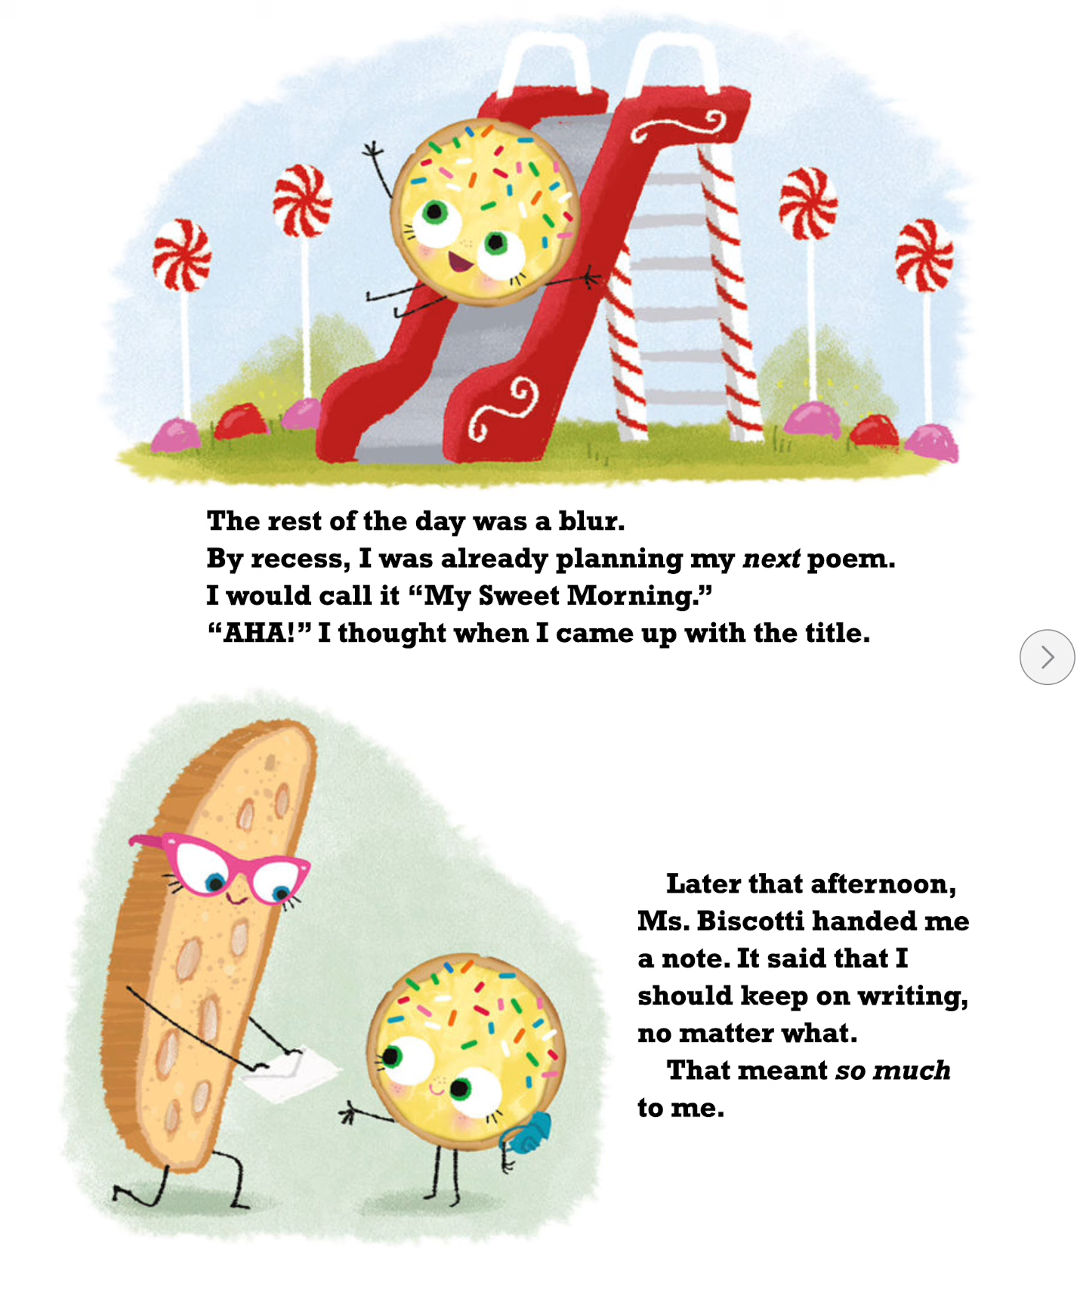 The rest of the day was a blur.
By recess, I was already planning my next poem.
I would call it “My Sweet Morning.”
“AHA!” I thought when I came up with the title.
Later that afternoon,
Ms. Biscotti handed me
a note. It said that I
should keep on writing,
no matter what.
That meant so much
to me.